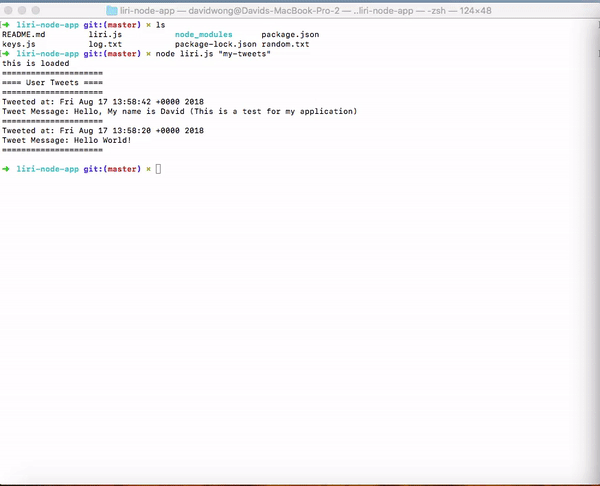 liri-node-app — davidwong@Davids-MacBook-Pro-2 — ..liri-node-app — -zsh — 124×48
[➜ liri-node-app git:(master) × ls
README.md liri.js node_modules package.json
keys.js log.txt package-lock.json random.txt
[➜ liri-node-app git:(master) × node liri.js "my-tweets"
this is loaded
=====================
==== User Tweets ====
=====================
Tweeted at: Fri Aug 17 13:58:42 +0000 2018
Tweet Message: Hello, My name is David (This is a test for my application)
=====================
Tweeted at: Fri Aug 17 13:58:20 +0000 2018
Tweet Message: Hello World!
=====================
➜ liri-node-app git:(master) ×